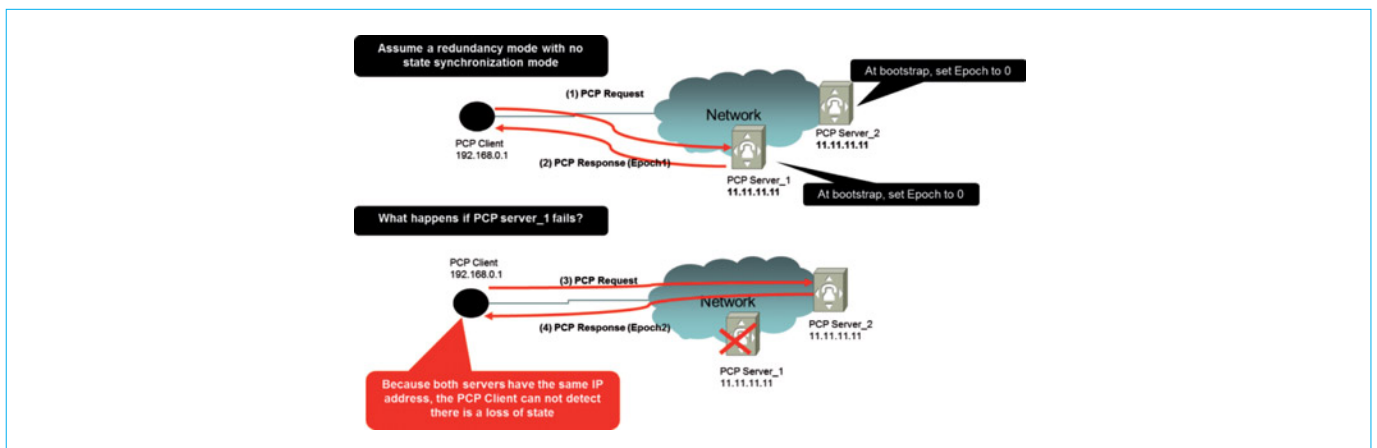 Assume a redundancy mode with no
state synchronization mode
At bootstrap, set Epoch to 0
(1) PCP Request
Network
PCP Server_2
11.11.11.11
PCP Client
192.168.0.1
(2) PCP Response (Epoch1)
PCP Server_1
11.11.11.11
At bootstrap, set Epoch to 0
What happens if PCP server_1 fails?
PCP Client
192.168.0.1
(3) PCP Request
Network
(4) PCP Response (Epoch2)
PCP Server_2
11.11.11.11
PCP Server_1
11.11.11.11
Because both servers have the same IP
address, the PCP Client can not detect
there is a loss of state